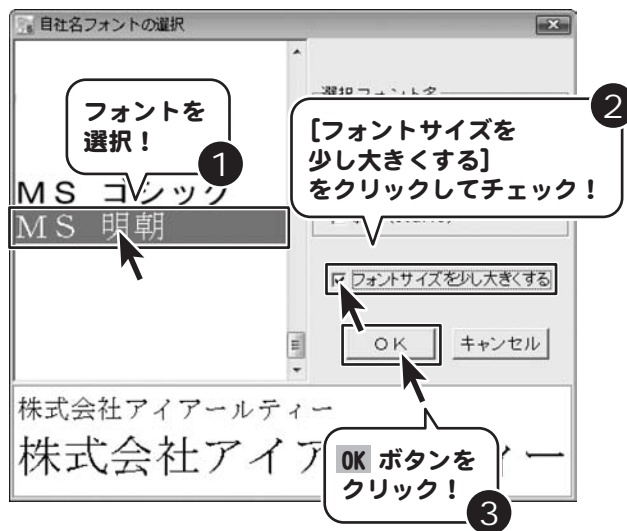 自社名フォントの選択
選択フォント名
フォントを
選択！
1
2
[フォントサイズを
少し大きくする]
をクリックしてチェック！
ＭＳ ゴシック
ＭＳ 明朝
フォントサイズを少し大きくする
ＯＫ
キャンセル
株式会社アイアールティー
株式会社アイア ー
OK ボタンを
クリック！
3